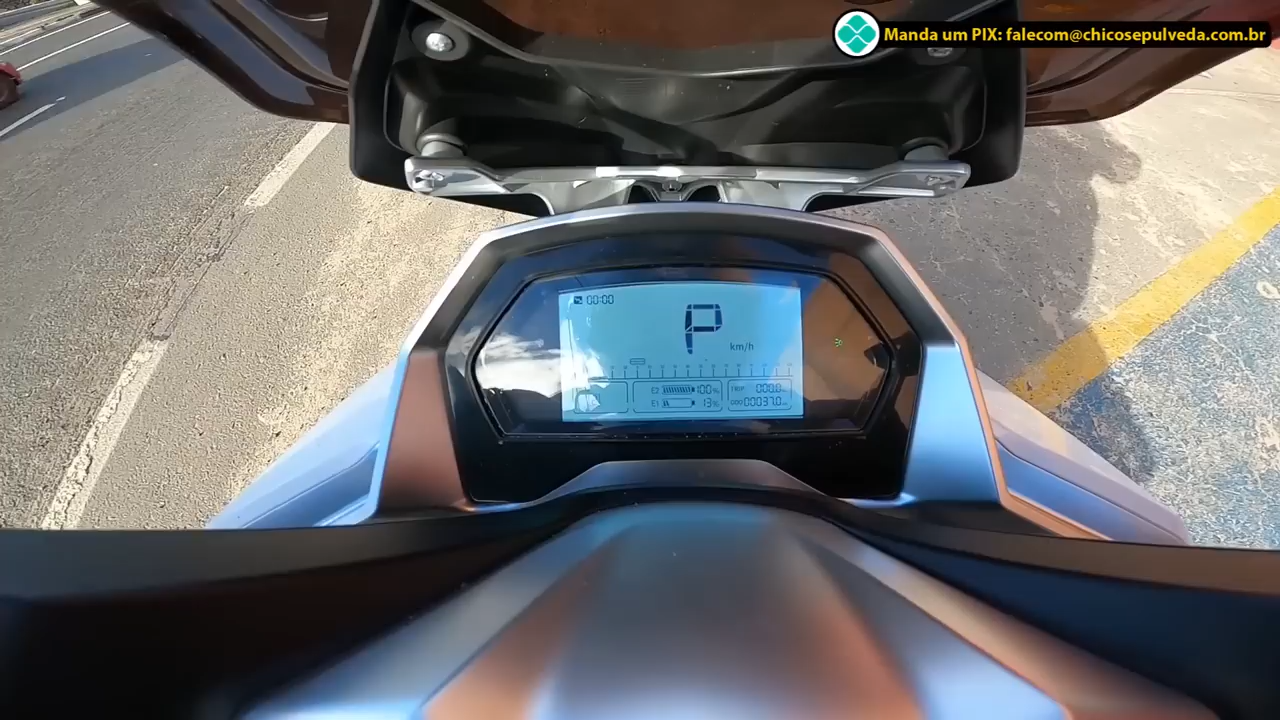 Manda um PIX: falecom@chicosepulveda.com.br
00:00
P
km/h
E2 100%
TRIP 000.0
E1 13%
ODO 00037.0